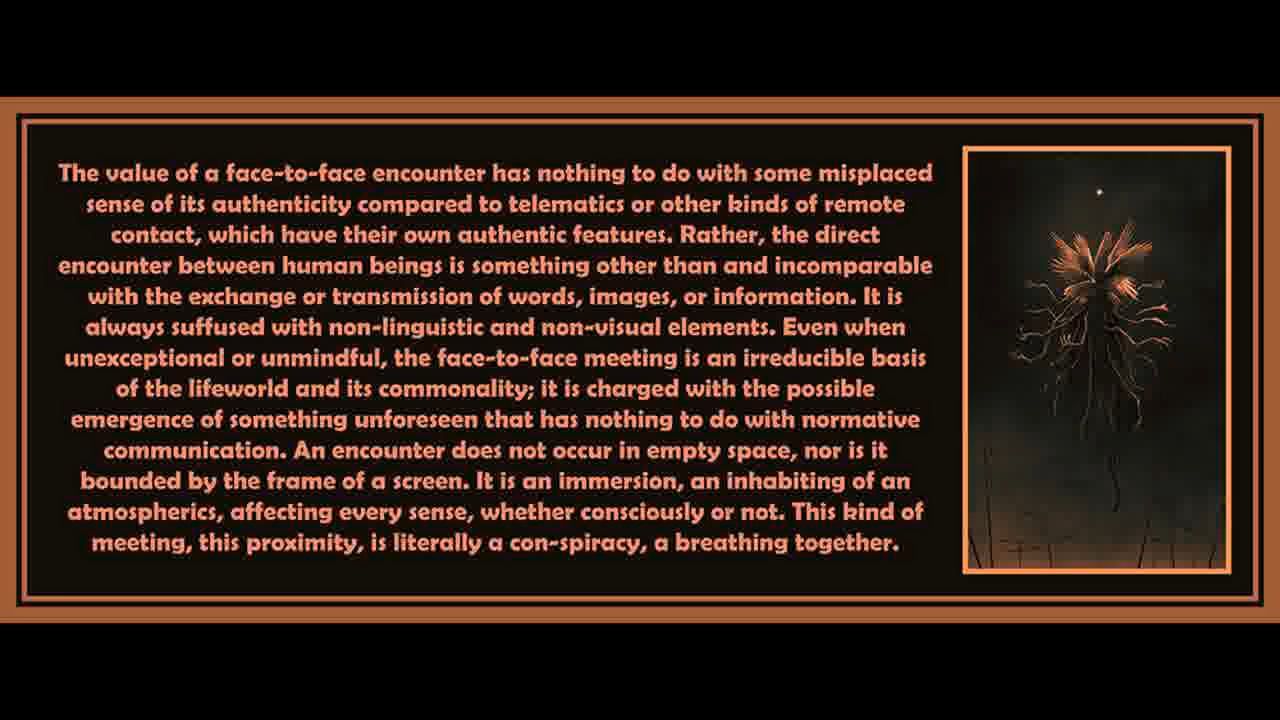 The value of a face-to-face encounter has nothing to do with some misplaced
sense of its authenticity compared to telematics or other kinds of remote
contact, which have their own authentic features. Rather, the direct
encounter between human beings is something other than and incomparable
with the exchange or transmission of words, images, or information. It is
always suffused with non-linguistic and non-visual elements. Even when
unexceptional or unmindful, the face-to-face meeting is an irreducible basis
of the lifeworld and its commonality; it is charged with the possible
emergence of something unforeseen that has nothing to do with normative
communication. An encounter does not occur in empty space, nor is it
bounded by the frame of a screen. It is an immersion, an inhabiting of an
atmospherics, affecting every sense, whether consciously or not. This kind of
meeting, this proximity, is literally a con-spiracy, a breathing together.